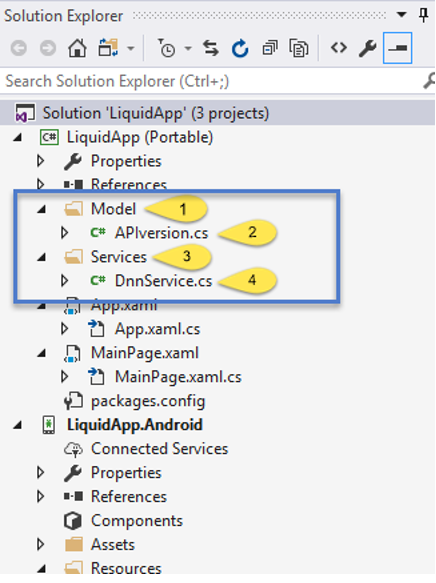 Solution Explorer
Search Solution Explorer (Ctrl+;)
Solution 'LiquidApp' (3 projects)
C# LiquidApp (Portable)
Properties
References
Model 1
C# APIversion.cs 2
Services 3
C# DnnService.cs 4
App.xaml
App.xaml.cs
MainPage.xaml
MainPage.xaml.cs
packages.config
LiquidApp.Android
Connected Services
Properties
References
Components
Assets
Resources